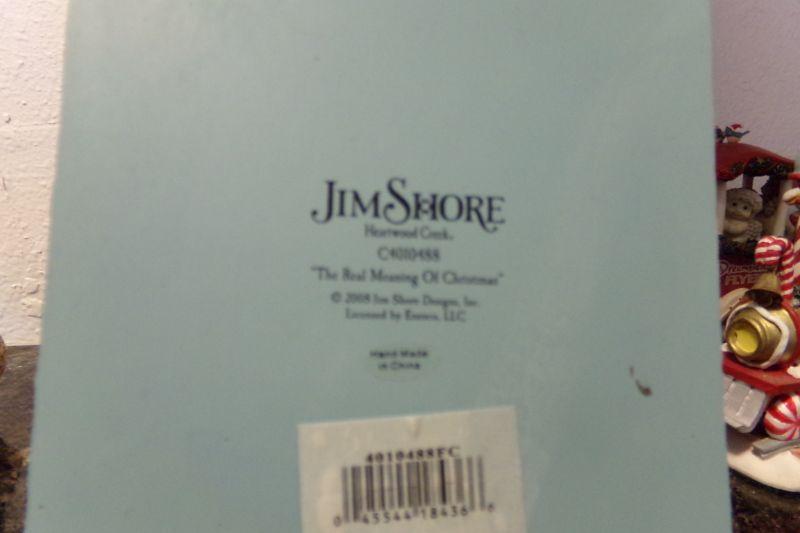 JIM SHORE
Heartwood Creek®
C4010488
"The Real Meaning Of Christmas"
© 2008 Jim Shore Designs, Inc.
Licensed by Enesco, LLC
Hand Made
in China
4010488FC
0 45544 18436 6
FLYE